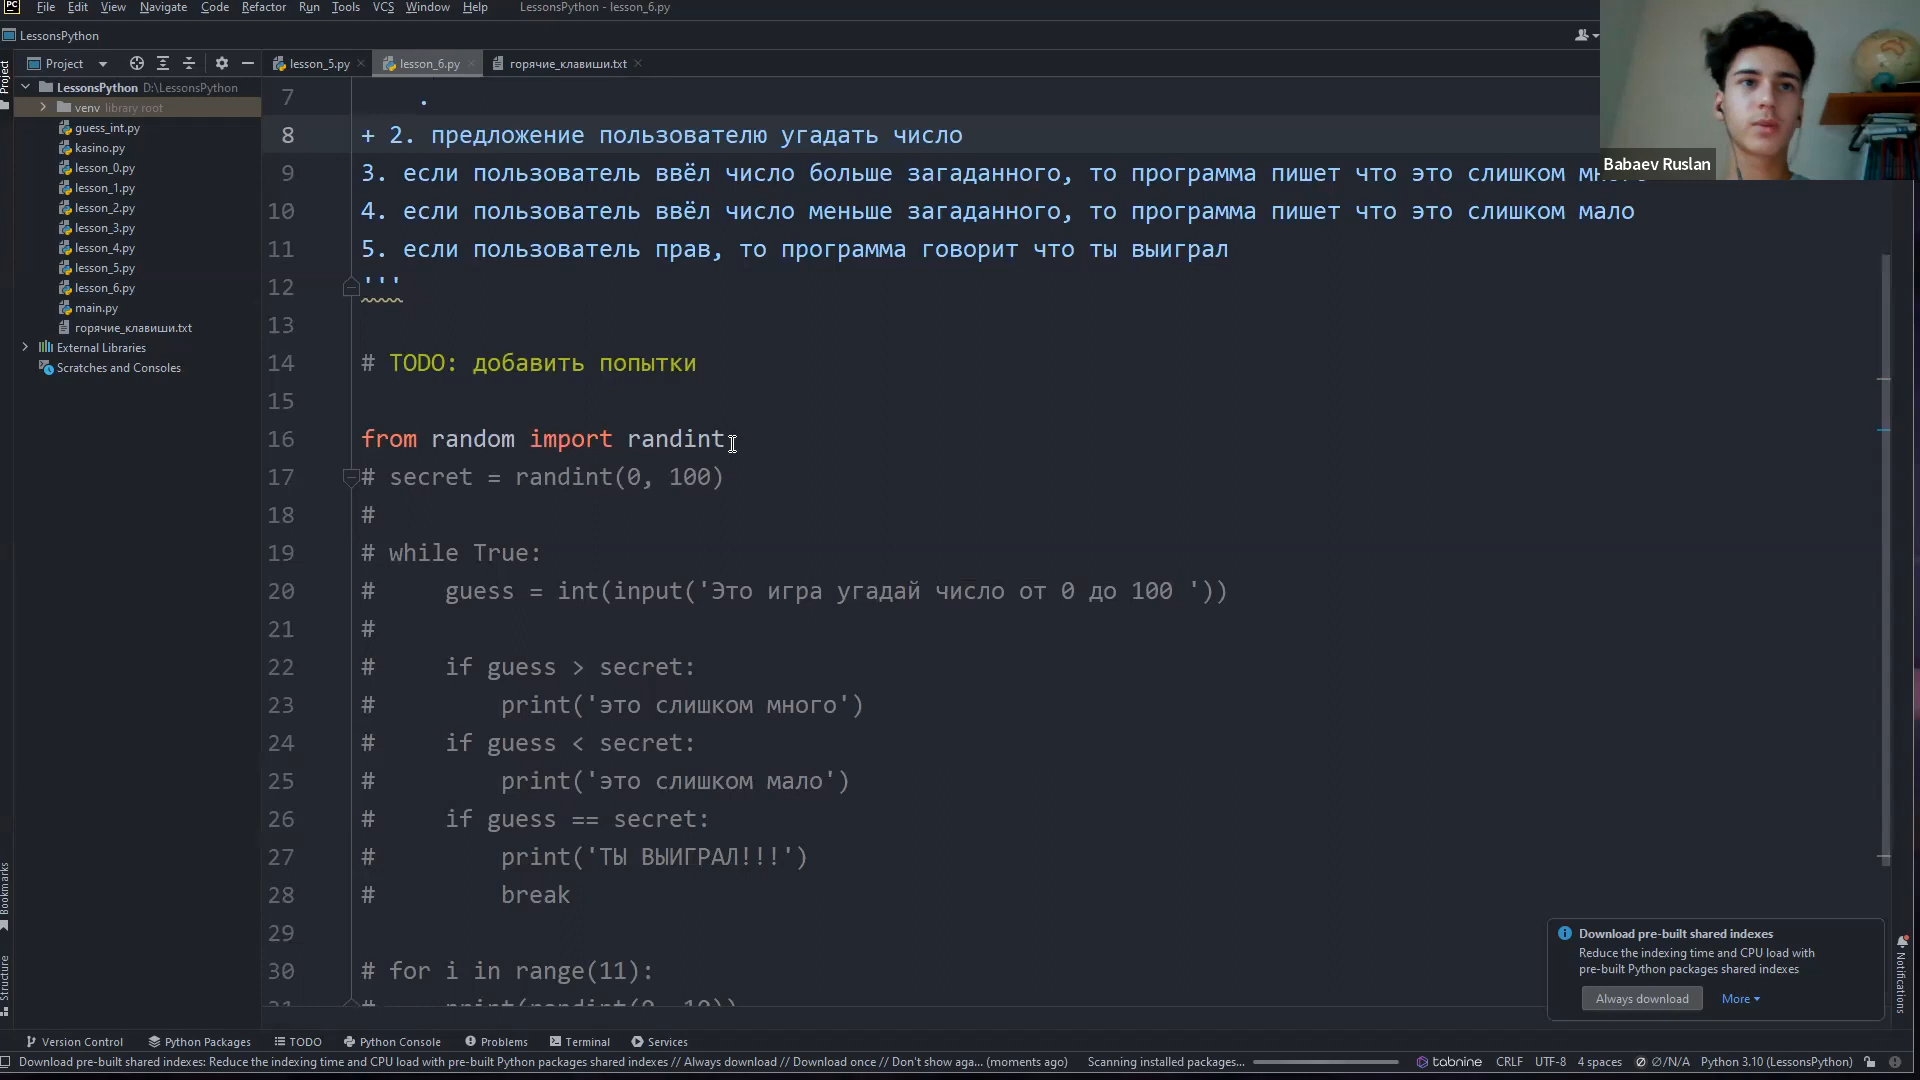 PC File Edit View Navigate Code Refactor Run Tools VCS Window Help LessonsPython - lesson_6.py
LessonsPython
Project
Project
lesson_5.py
lesson_6.py
горячие_клавиши.txt
LessonsPython D:\LessonsPython
venv library root
guess_int.py
kasino.py
lesson_0.py
lesson_1.py
lesson_2.py
lesson_3.py
lesson_4.py
lesson_5.py
lesson_6.py
main.py
горячие_клавиши.txt
External Libraries
Scratches and Consoles
Babaev Ruslan
7 .
8 + 2. предложение пользователю угадать число
9 3. если пользователь ввёл число больше загаданного, то программа пишет что это слишком
10 4. если пользователь ввёл число меньше загаданного, то программа пишет что это слишком мало
11 5. если пользователь прав, то программа говорит что ты выиграл
12 '''
13
14 # TODO: добавить попытки
15
16 from random import randint
17 # secret = randint(0, 100)
18 #
19 # while True:
20 # guess = int(input('Это игра угадай число от 0 до 100 '))
21 #
22 # if guess > secret:
23 # print('это слишком много')
24 # if guess < secret:
25 # print('это слишком мало')
26 # if guess == secret:
27 # print('ТЫ ВЫИГРАЛ!!!')
28 # break
29
30 # for i in range(11):
Bookmarks
Structure
Notifications
Download pre-built shared indexes
Reduce the indexing time and CPU load with
pre-built Python packages shared indexes
Always download More
Version Control Python Packages TODO Python Console Problems Terminal Services
Download pre-built shared indexes: Reduce the indexing time and CPU load with pre-built Python packages shared indexes // Always download // Download once // Don't show aga... (moments ago) Scanning installed packages... tabnine CRLF UTF-8 4 spaces ∅/N/A Python 3.10 (LessonsPython)